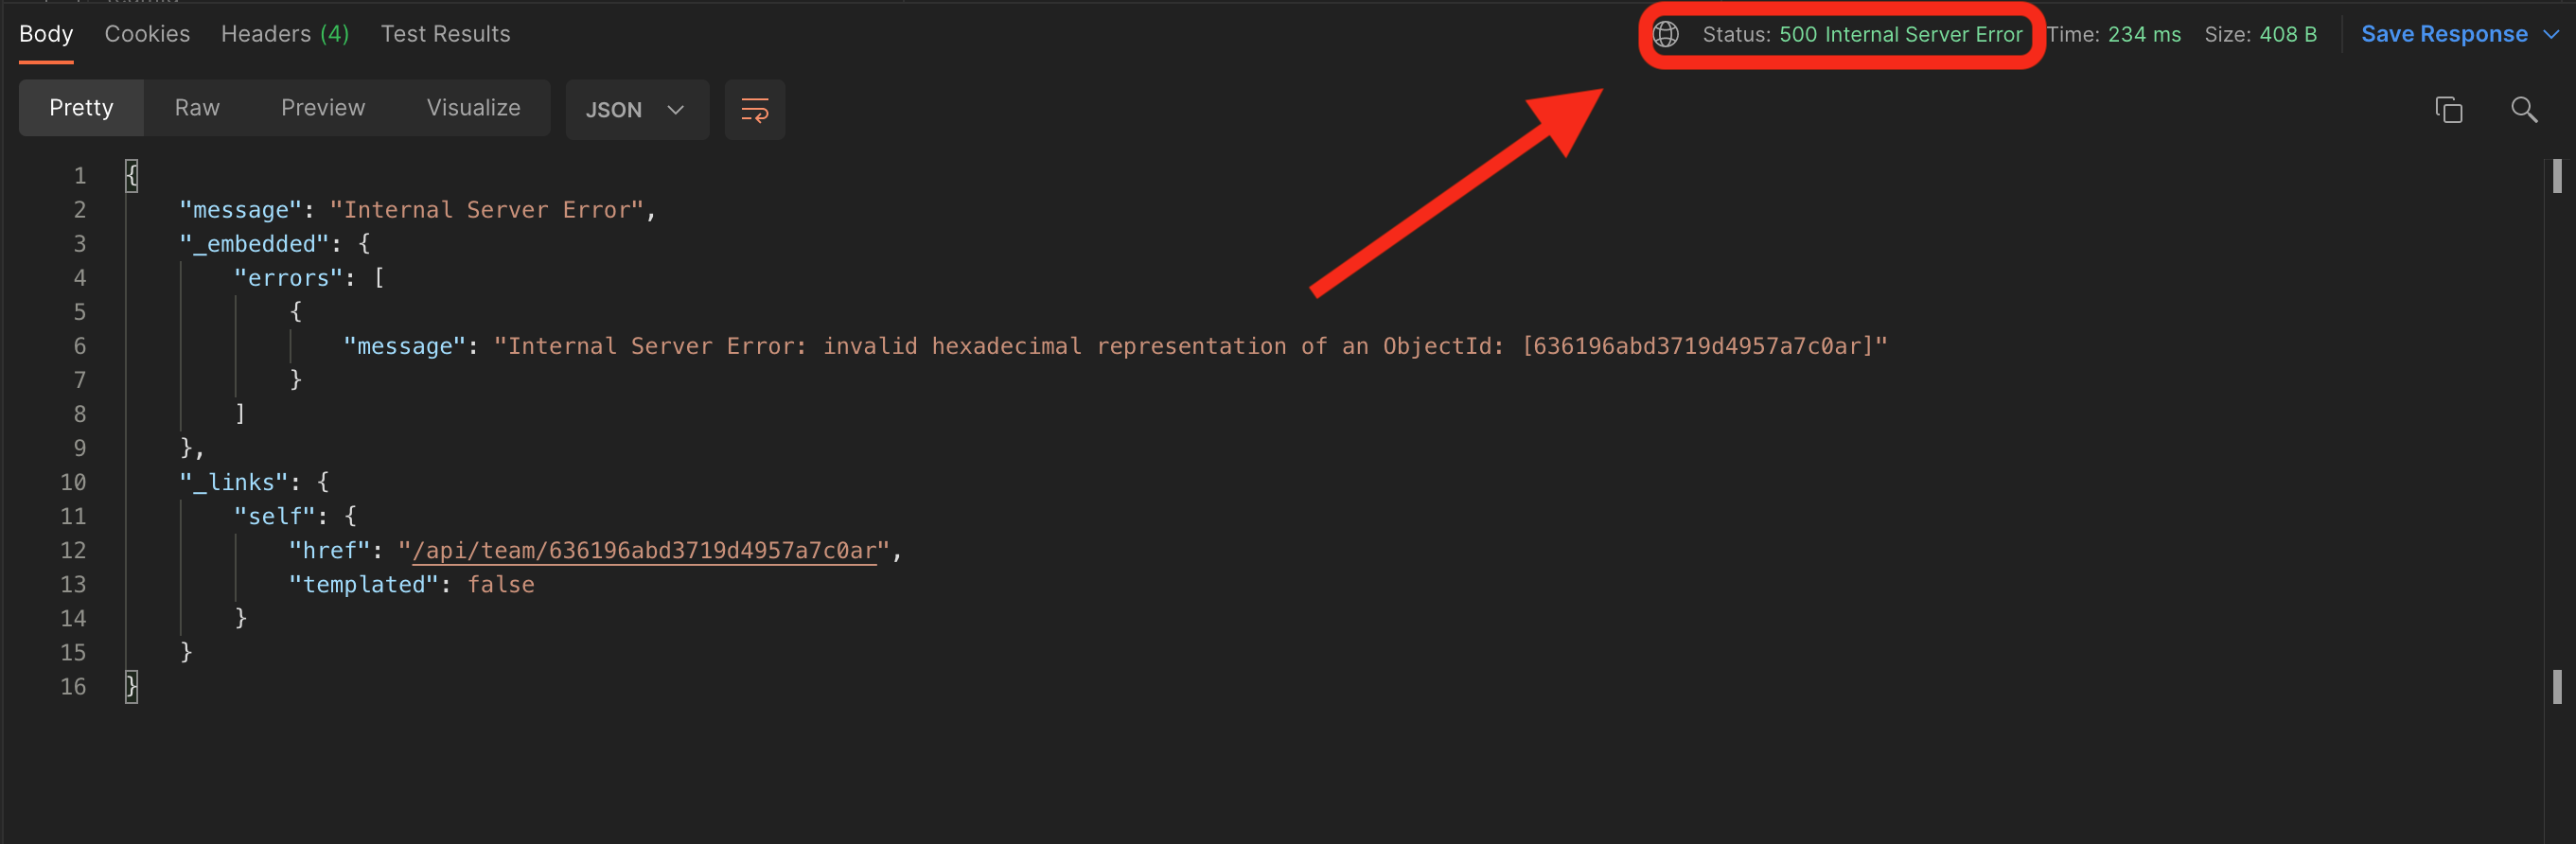 Body Cookies Headers (4) Test Results Status: 500 Internal Server Error Time: 234 ms Size: 408 B Save Response
Pretty Raw Preview Visualize JSON
1 {
2 "message": "Internal Server Error",
3 "_embedded": {
4 "errors": [
5 {
6 "message": "Internal Server Error: invalid hexadecimal representation of an ObjectId: [636196abd3719d4957a7c0ar]"
7 }
8 ]
9 },
10 "_links": {
11 "self": {
12 "href": "/api/team/636196abd3719d4957a7c0ar",
13 "templated": false
14 }
15 }
16 }